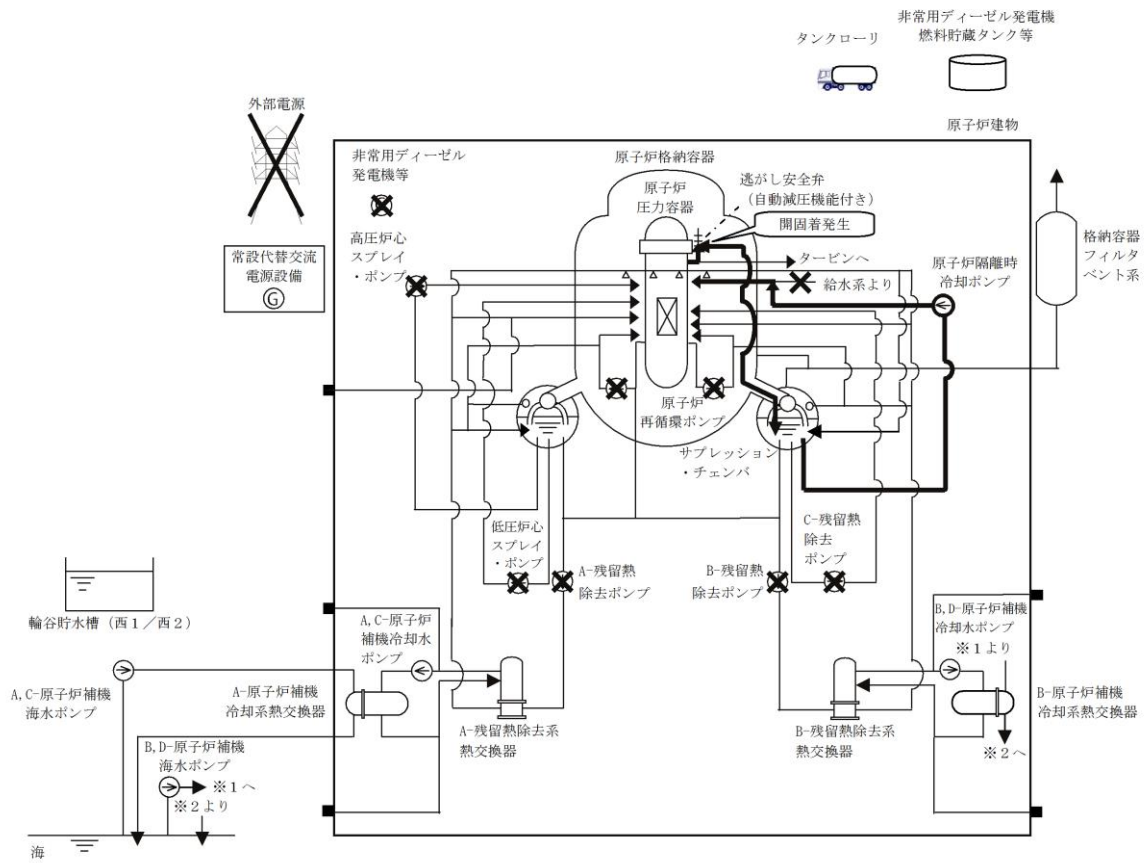 タンクローリ
非常用ディーゼル発電機
燃料貯蔵タンク等
外部電源
原子炉建物
非常用ディーゼル
発電機等
原子炉格納容器
原子炉
圧力容器
逃がし安全弁
（自動減圧機能付き）
開固着発生
高圧炉心
スプレイ
・ポンプ
常設代替交流
電源設備
G
タービンへ
給水系より
原子炉隔離時
冷却ポンプ
格納容器
フィルタ
ベント系
原子炉
再循環ポンプ
サプレッション
・チェンバ
低圧炉心
スプレイ
・ポンプ
A-残留熱
除去ポンプ
B-残留熱
除去ポンプ
C-残留熱
除去
ポンプ
輪谷貯水槽（西１／西２）
A,C-原子炉
補機冷却水
ポンプ
B,D-原子炉補機
冷却水ポンプ
※１より
A,C-原子炉補機
海水ポンプ
A-原子炉補機
冷却系熱交換器
B-原子炉補機
冷却系熱交換器
A-残留熱除去系
熱交換器
B-残留熱除去系
熱交換器
※２へ
B,D-原子炉補機
海水ポンプ
※１へ
※２より
海